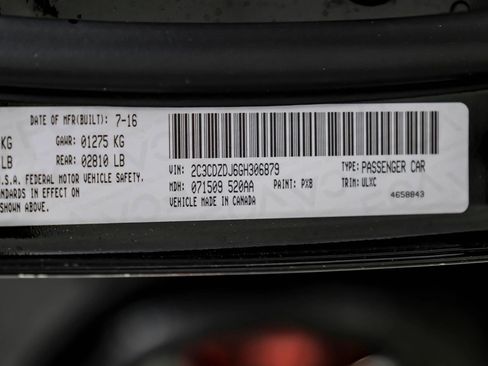 DATE OF MFR(BUILT): 7-16
KG GAWR: 01275 KG
LB REAR: 02810 LB
U.S.A. FEDERAL MOTOR VEHICLE SAFETY,
ANDARDS IN EFFECT ON
SHOWN ABOVE.
VIN: 2C3CDZDJ6GH306879 TYPE: PASSENGER CAR
MDH: 071509 520AA PAINT: PXB TRIM: ULXC
VEHICLE MADE IN CANADA 4658843